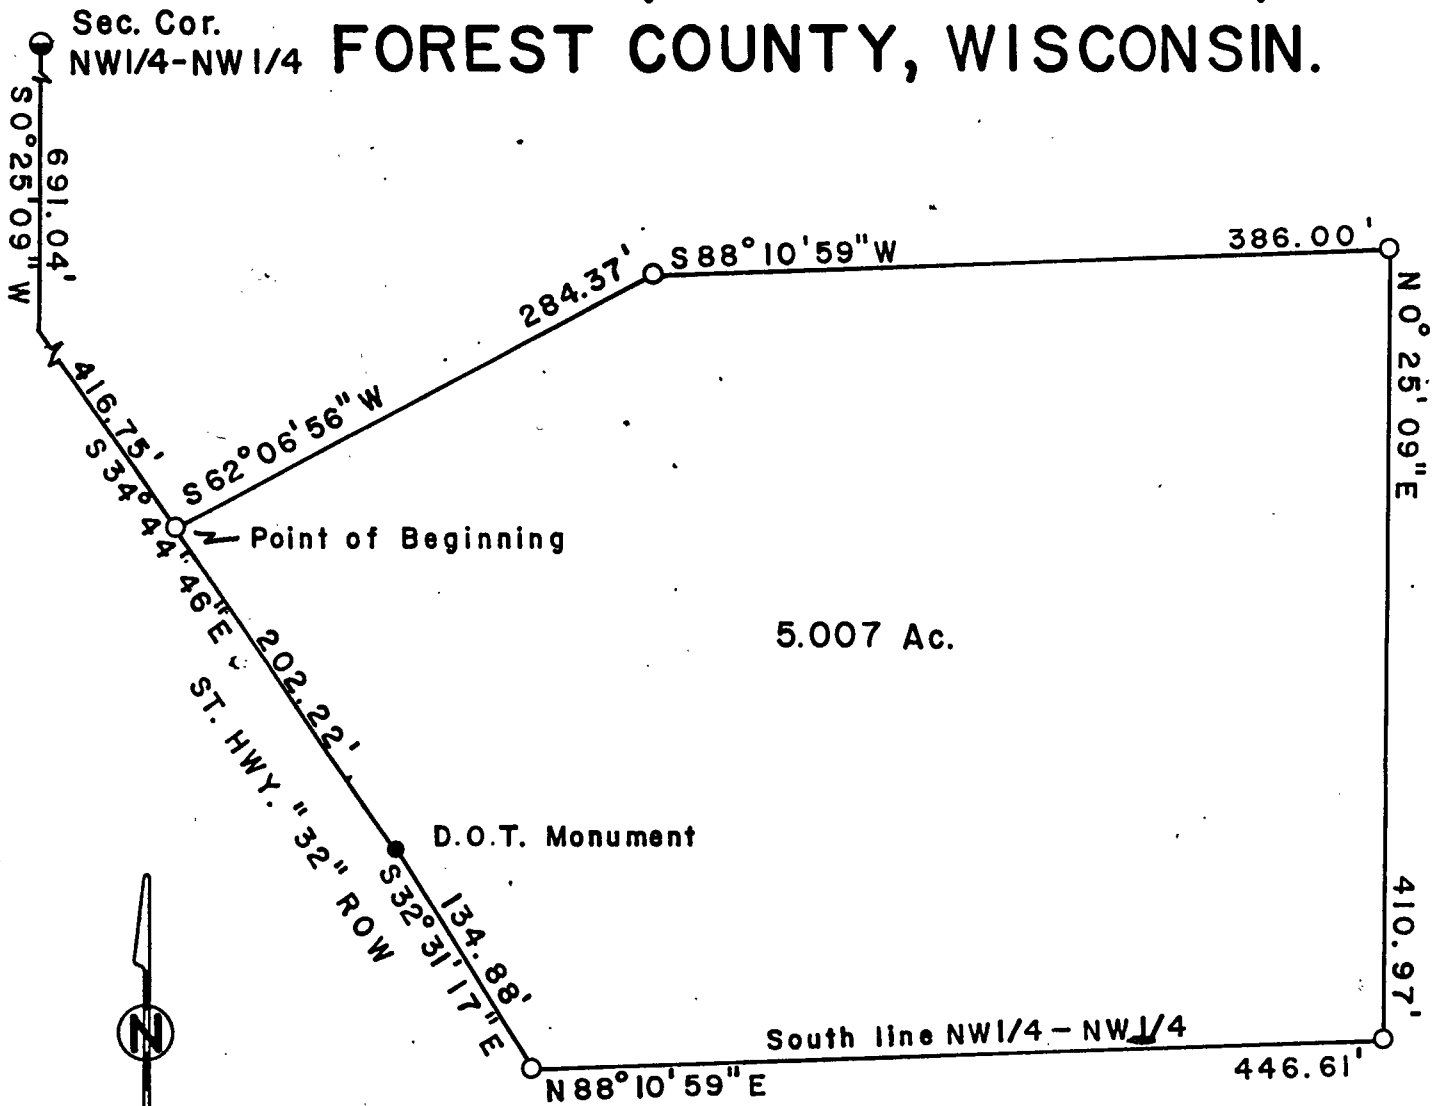 Sec. Cor.
NW1/4-NW1/4
FOREST COUNTY, WISCONSIN.
S0°25'09"W
691.04'
416.75'
S34°44'46"E
284.37'
S62°06'56"W
S88°10'59"W
386.00'
N0°25'09"E
410.97'
Point of Beginning
5.007 Ac.
202.22'
ST. HWY. "32" ROW
D.O.T. Monument
134.88'
S32°31'17"E
N
South line NW1/4-NW1/4
N88°10'59"E
446.61'